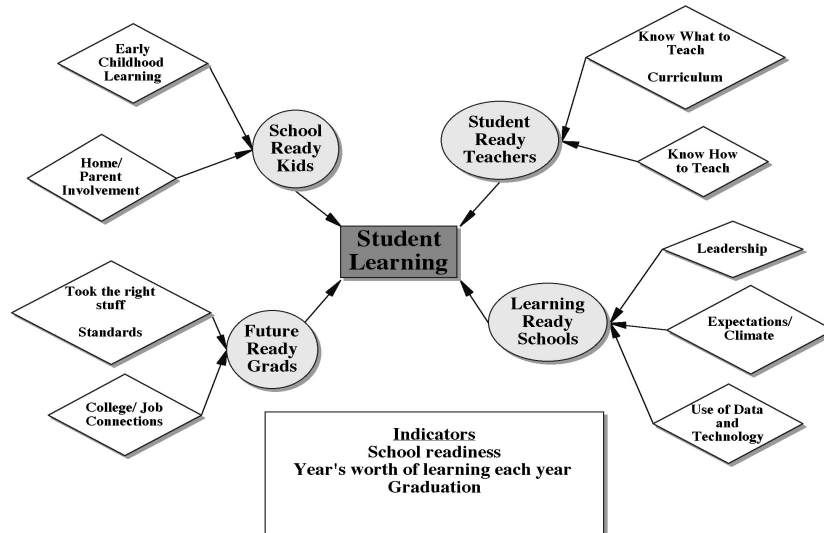 Early
Childhood
Learning
Know What to
Teach
Curriculum
School
Ready
Kids
Student
Ready
Teachers
Home/
Parent
Involvement
Know How
to Teach
Student
Learning
Leadership
Took the right
stuff
Standards
Future
Ready
Grads
Learning
Ready
Schools
Expectations/
Climate
College/ Job
Connections
Use of Data
and
Technology
Indicators
School readiness
Year's worth of learning each year
Graduation